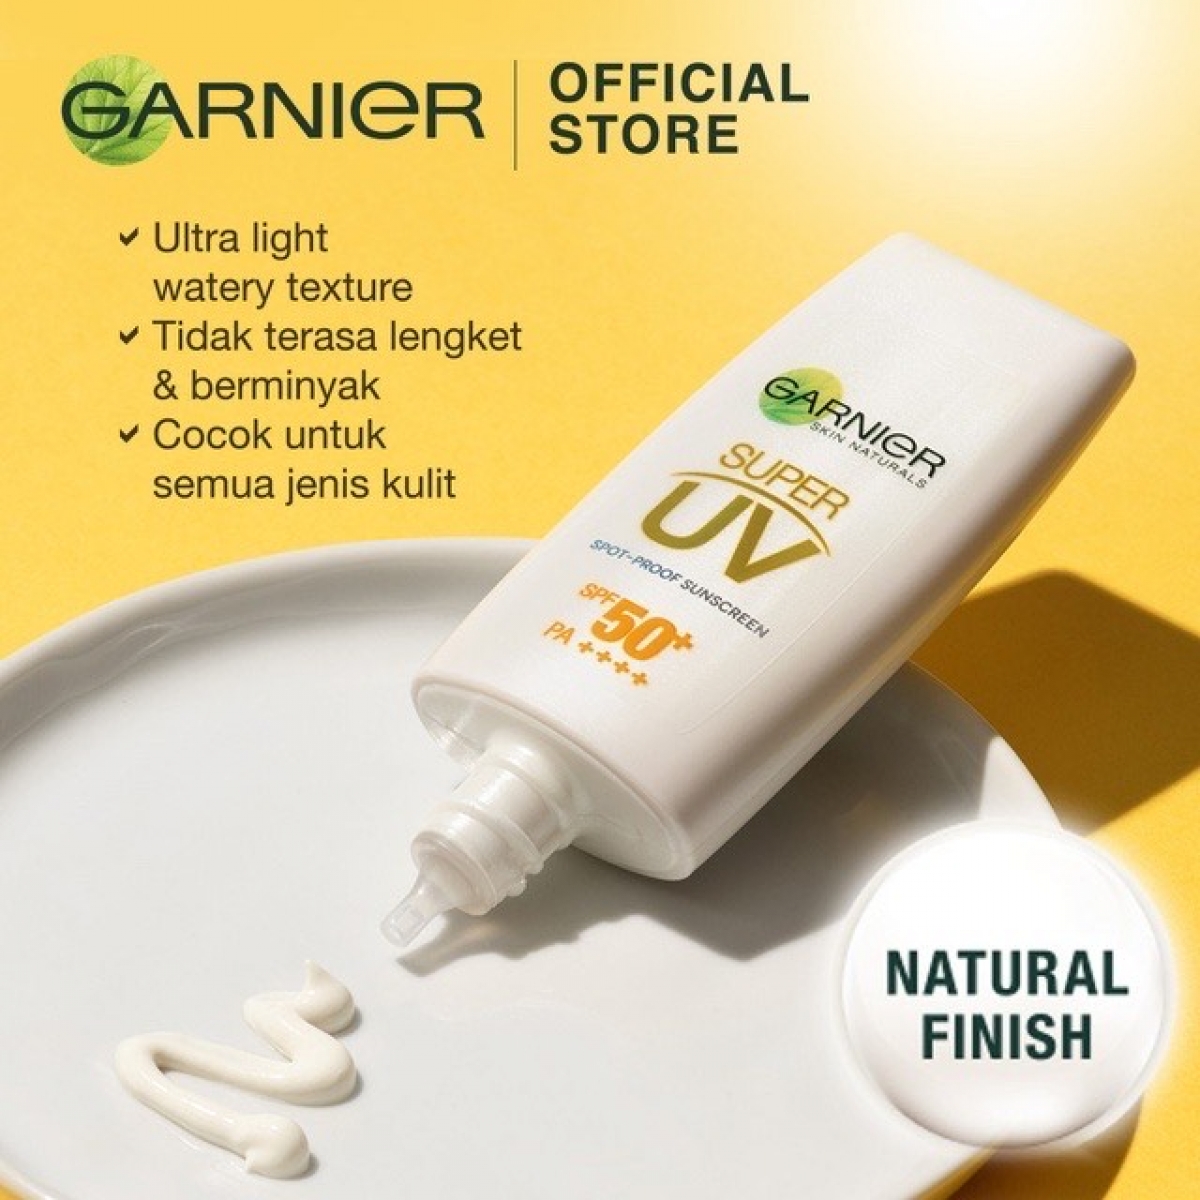 GARNIER
OFFICIAL
STORE
Ultra light
watery texture
Tidak terasa lengket
& berminyak
Cocok untuk
semua jenis kulit
GARNIER
SKIN NATURALS
SUPER
UV
SPOT-PROOF SUNSCREEN
SPF 50+
PA ++++
NATURAL
FINISH